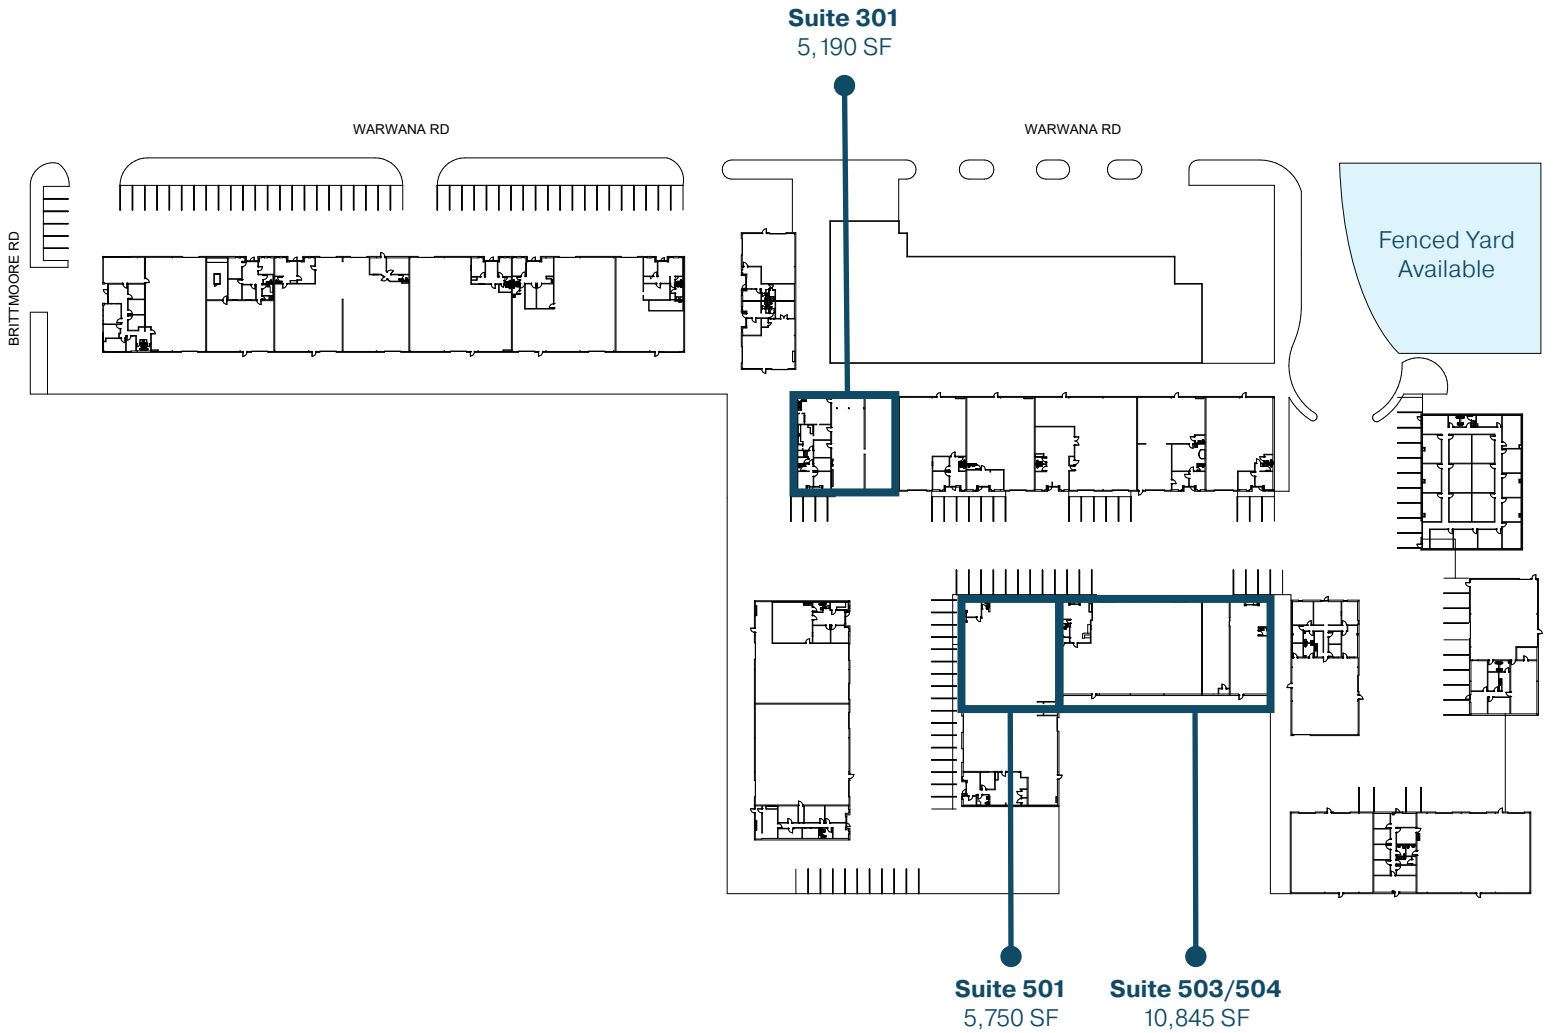 Suite 301
5,190 SF
WARWANA RD
WARWANA RD
BRITTMOORE RD
Fenced Yard
Available
Suite 501
5,750 SF
Suite 503/504
10,845 SF